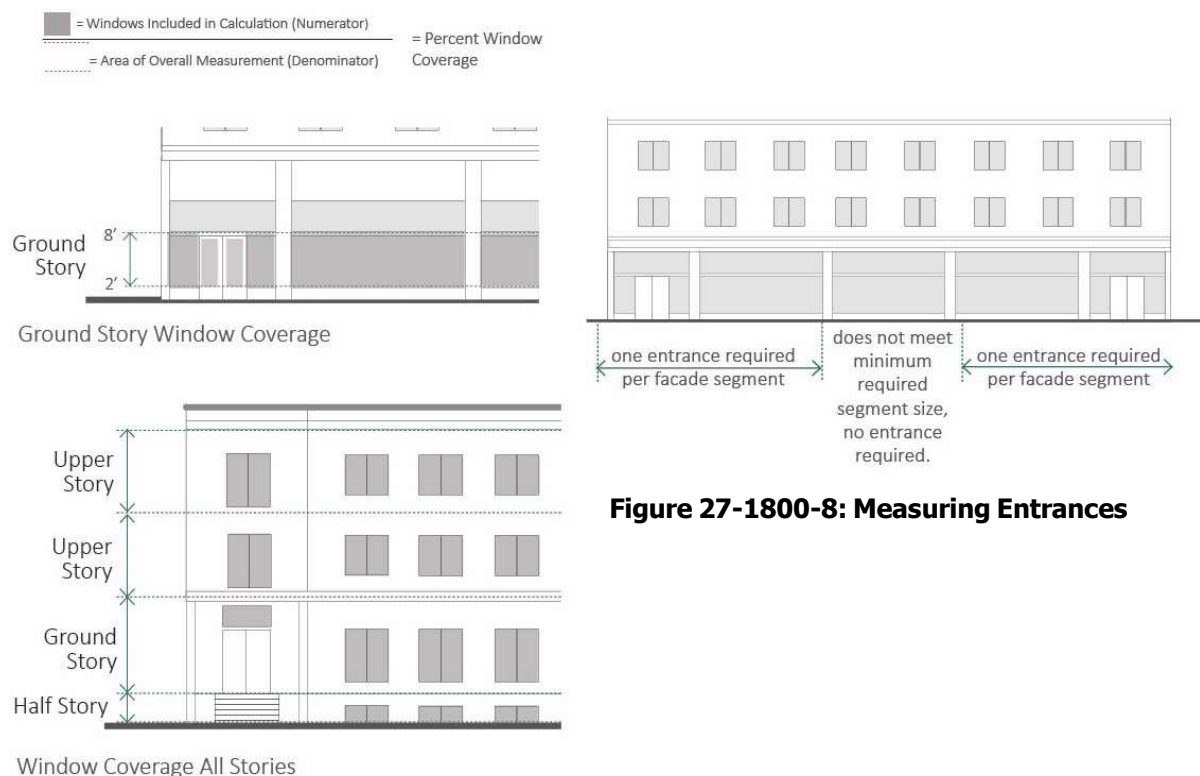 = Windows Included in Calculation (Numerator)
= Area of Overall Measurement (Denominator)
= Percent Window
Coverage
Ground
Story
8'
2'
Ground Story Window Coverage
Upper
Story
Upper
Story
Ground
Story
Half Story
Window Coverage All Stories
one entrance required
per facade segment
does not meet
minimum
required
segment size,
no entrance
required.
one entrance required
per facade segment
Figure 27-1800-8: Measuring Entrances